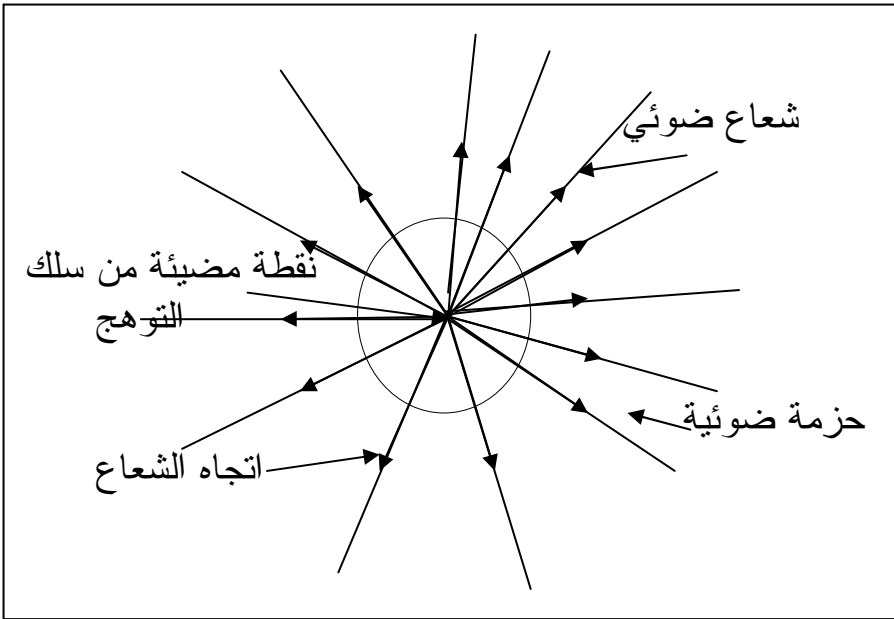 شعاع ضوئي
نقطة مضيئة من سلك
التوهج
حزمة ضوئية
اتجاه الشعاع